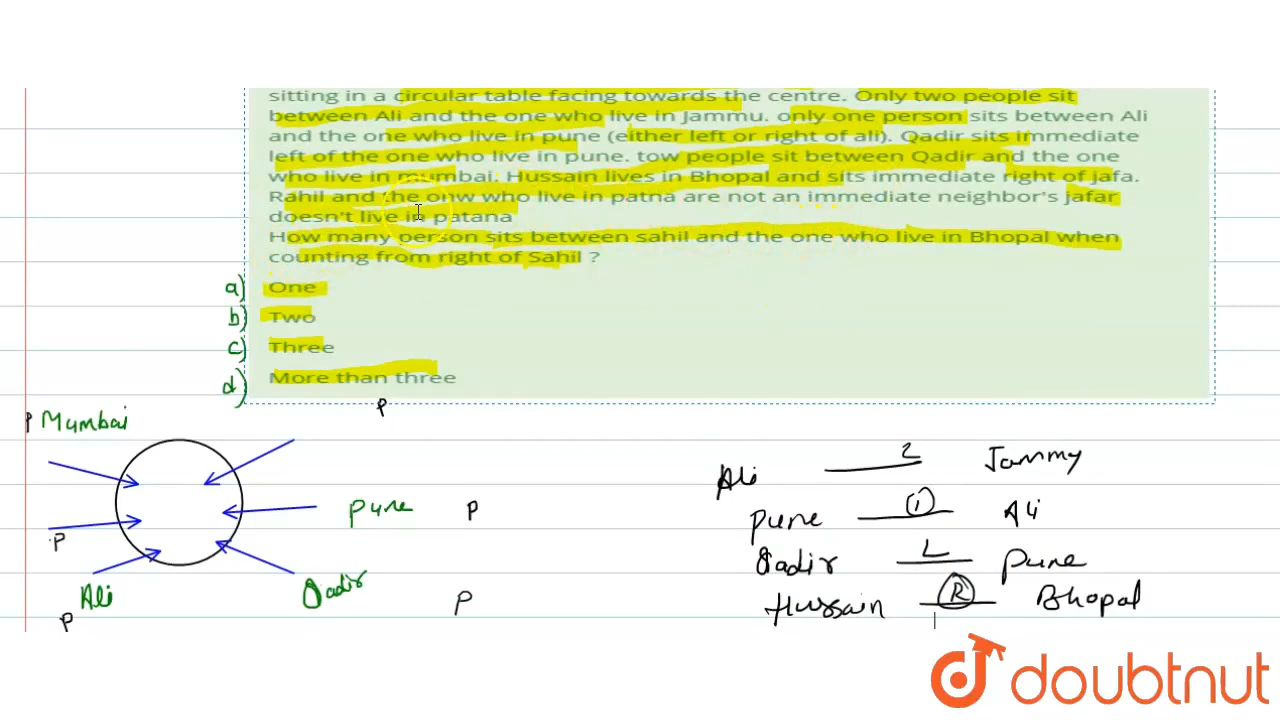 sitting in a circular table facing towards the centre. Only two people sit
between Ali and the one who live in Jammu. only one person sits between Ali
and the one who live in pune (either left or right of ali). Qadir sits immediate
left of the one who live in pune. tow people sit between Qadir and the one
who live in mumbai. Hussain lives in Bhopal and sits immediate right of jafa.
Rahil and the onw who live in patna are not an immediate neighbor's jafar
doesn't live in patana
How many person sits between sahil and the one who live in Bhopal when
counting from right of Sahil ?
a) One
b) Two
c) Three
d) More than three
P
P Mumbai
Pune P
P
Ali Qadir P
P
Ali 2 Jammy
Pune 1 Ali
Qadir L Pune
Hussain R Bhopal
doubtnut